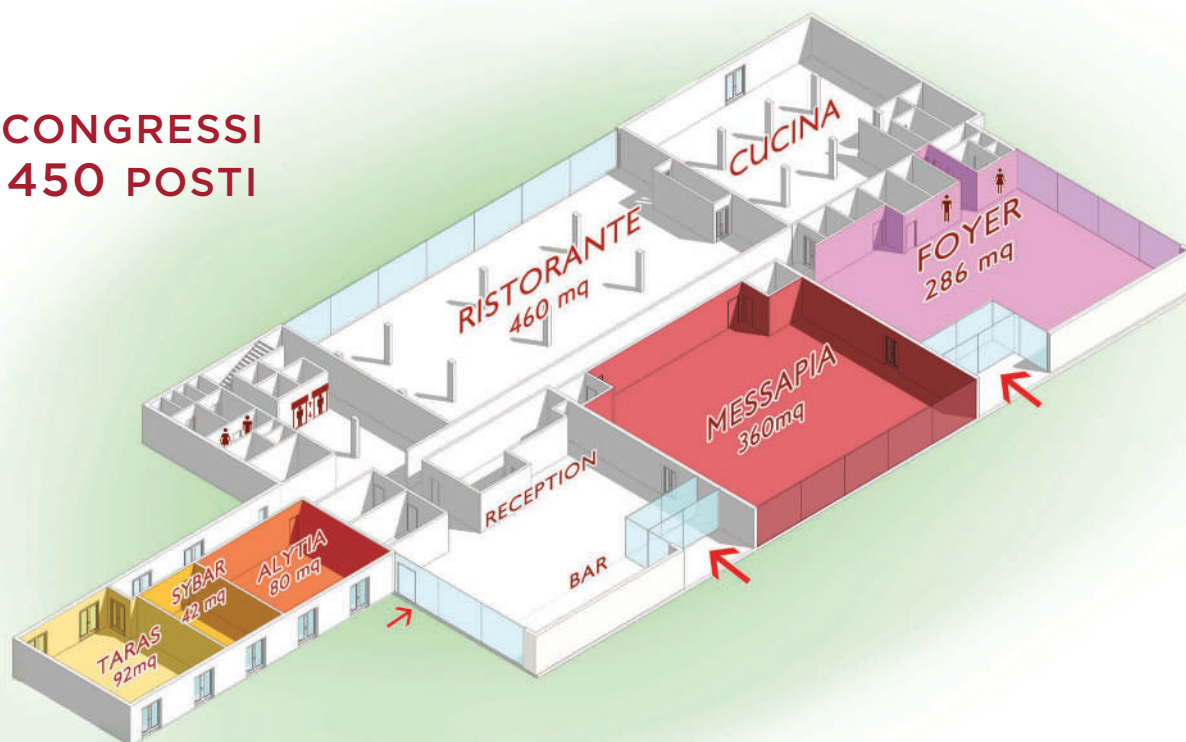 CONGRESSI
450 POSTI
CUCINA
RISTORANTE
460 mq
FOYER
286 mq
MESSAPIA
360mq
RECEPTION
BAR
ALYTIA
80 mq
SYBAR
42 mq
TARAS
92mq